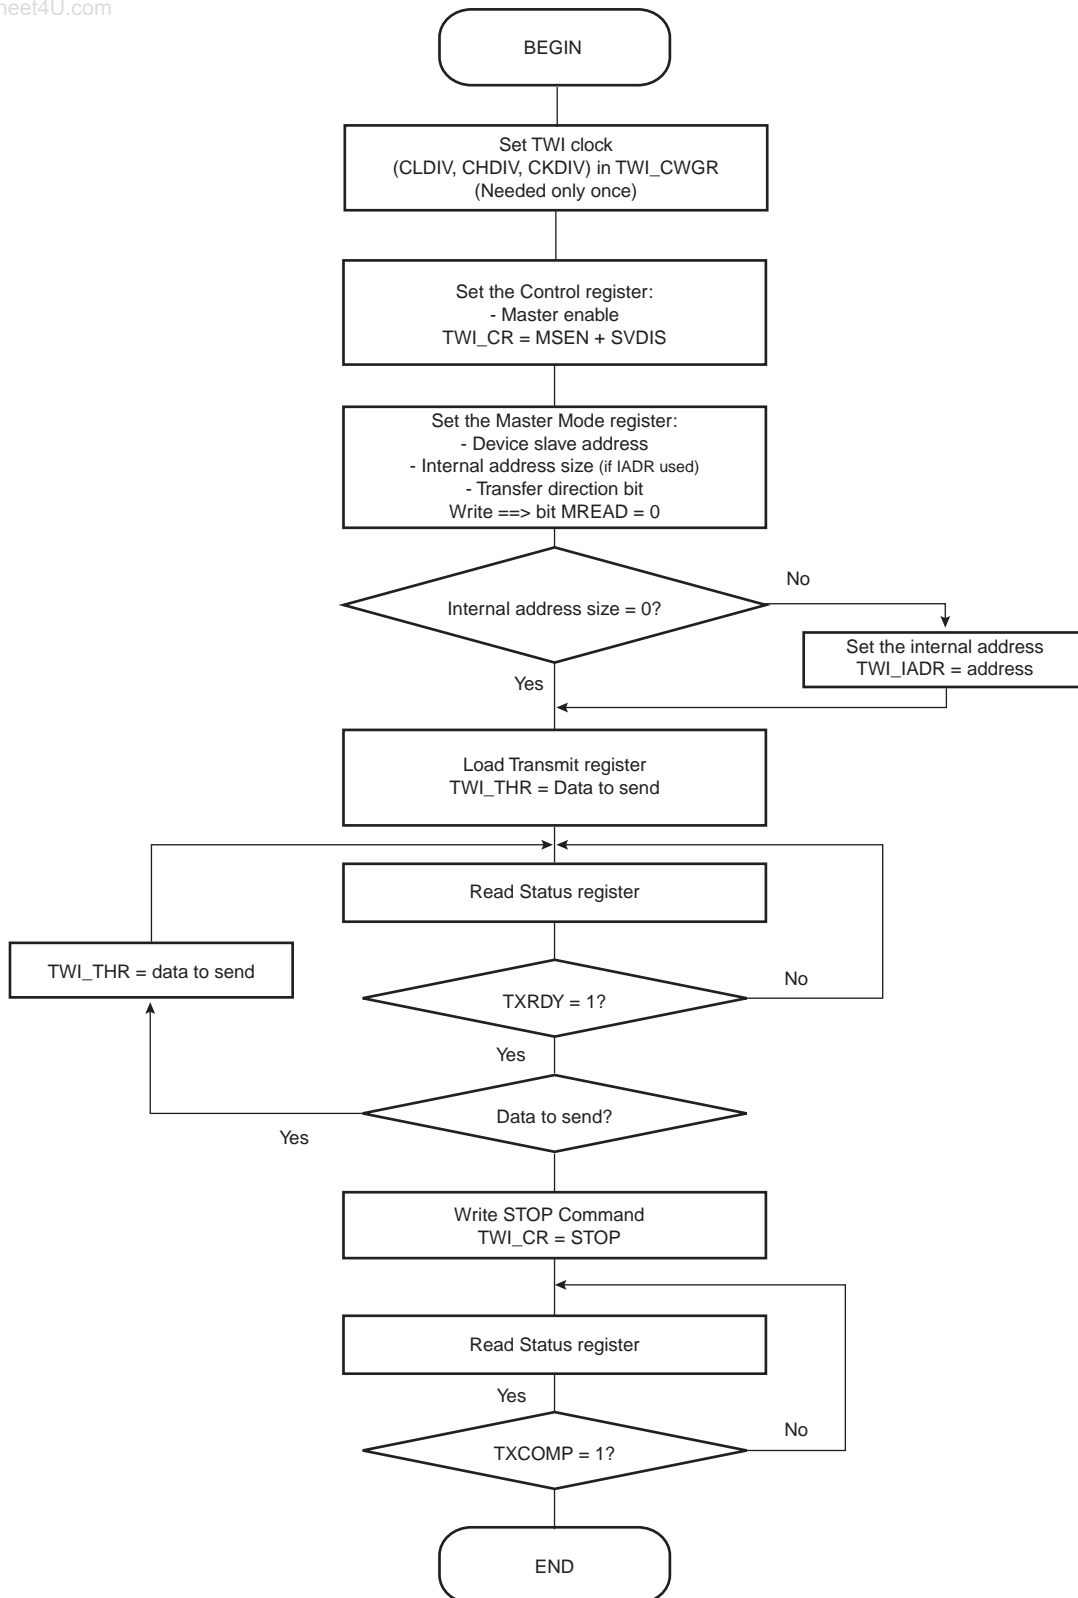 neet4U.com
BEGIN
Set TWI clock
(CLDIV, CHDIV, CKDIV) in TWI_CWGR
(Needed only once)
Set the Control register:
- Master enable
TWI_CR = MSEN + SVDIS
Set the Master Mode register:
- Device slave address
- Internal address size (if IADR used)
- Transfer direction bit
Write ==> bit MREAD = 0
No
Internal address size = 0?
Set the internal address
TWI_IADR = address
Yes
Load Transmit register
TWI_THR = Data to send
Read Status register
TWI_THR = data to send
No
TXRDY = 1?
Yes
Data to send?
Yes
Write STOP Command
TWI_CR = STOP
Read Status register
Yes
No
TXCOMP = 1?
END